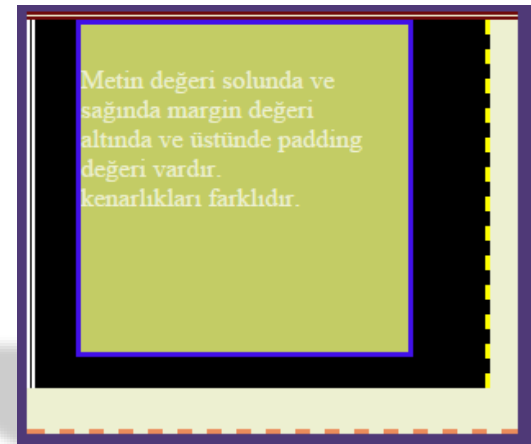 Metin değeri solunda ve
sağında margin değeri
altında ve üstünde padding
değeri vardır.
kenarlıkları farklıdır.